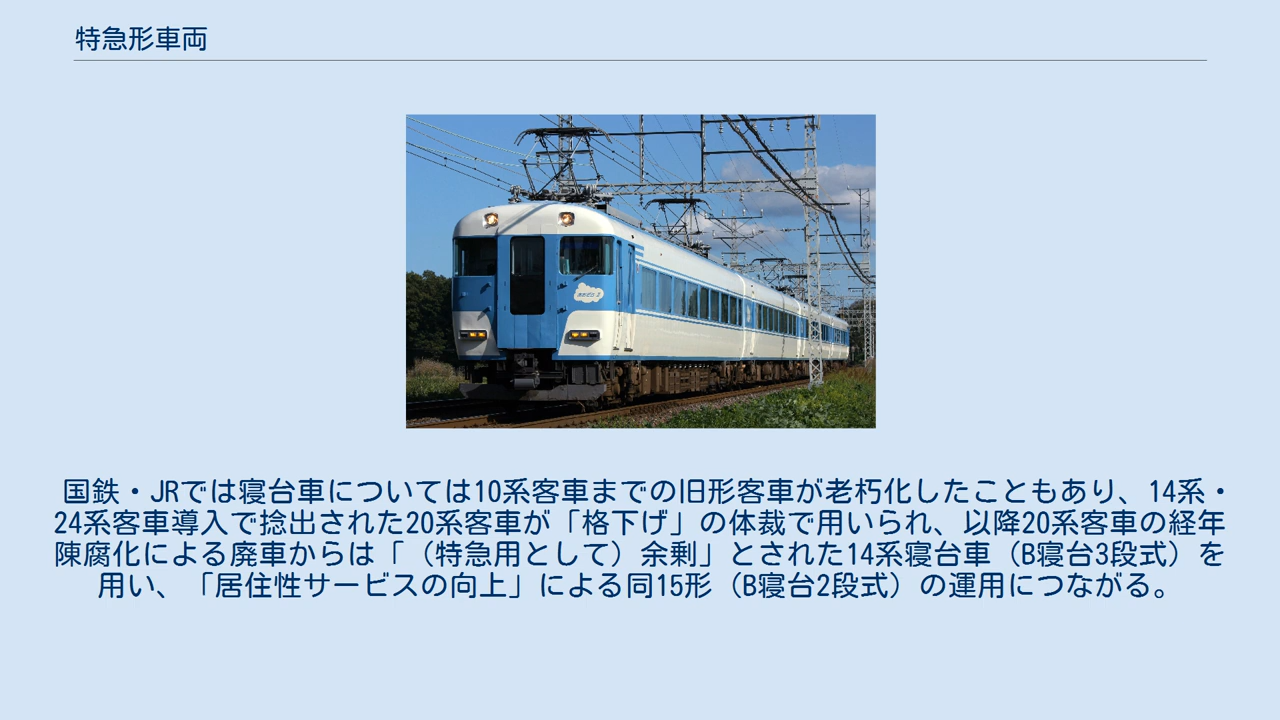 特急形車両
あおぞらⅡ
国鉄・JRでは寝台車については10系客車までの旧形客車が老朽化したこともあり、14系・
24系客車導入で捻出された20系客車が「格下げ」の体裁で用いられ、以降20系客車の経年
陳腐化による廃車からは「（特急用として）余剰」とされた14系寝台車（B寝台3段式）を
用い、「居住性サービスの向上」による同15形（B寝台2段式）の運用につながる。